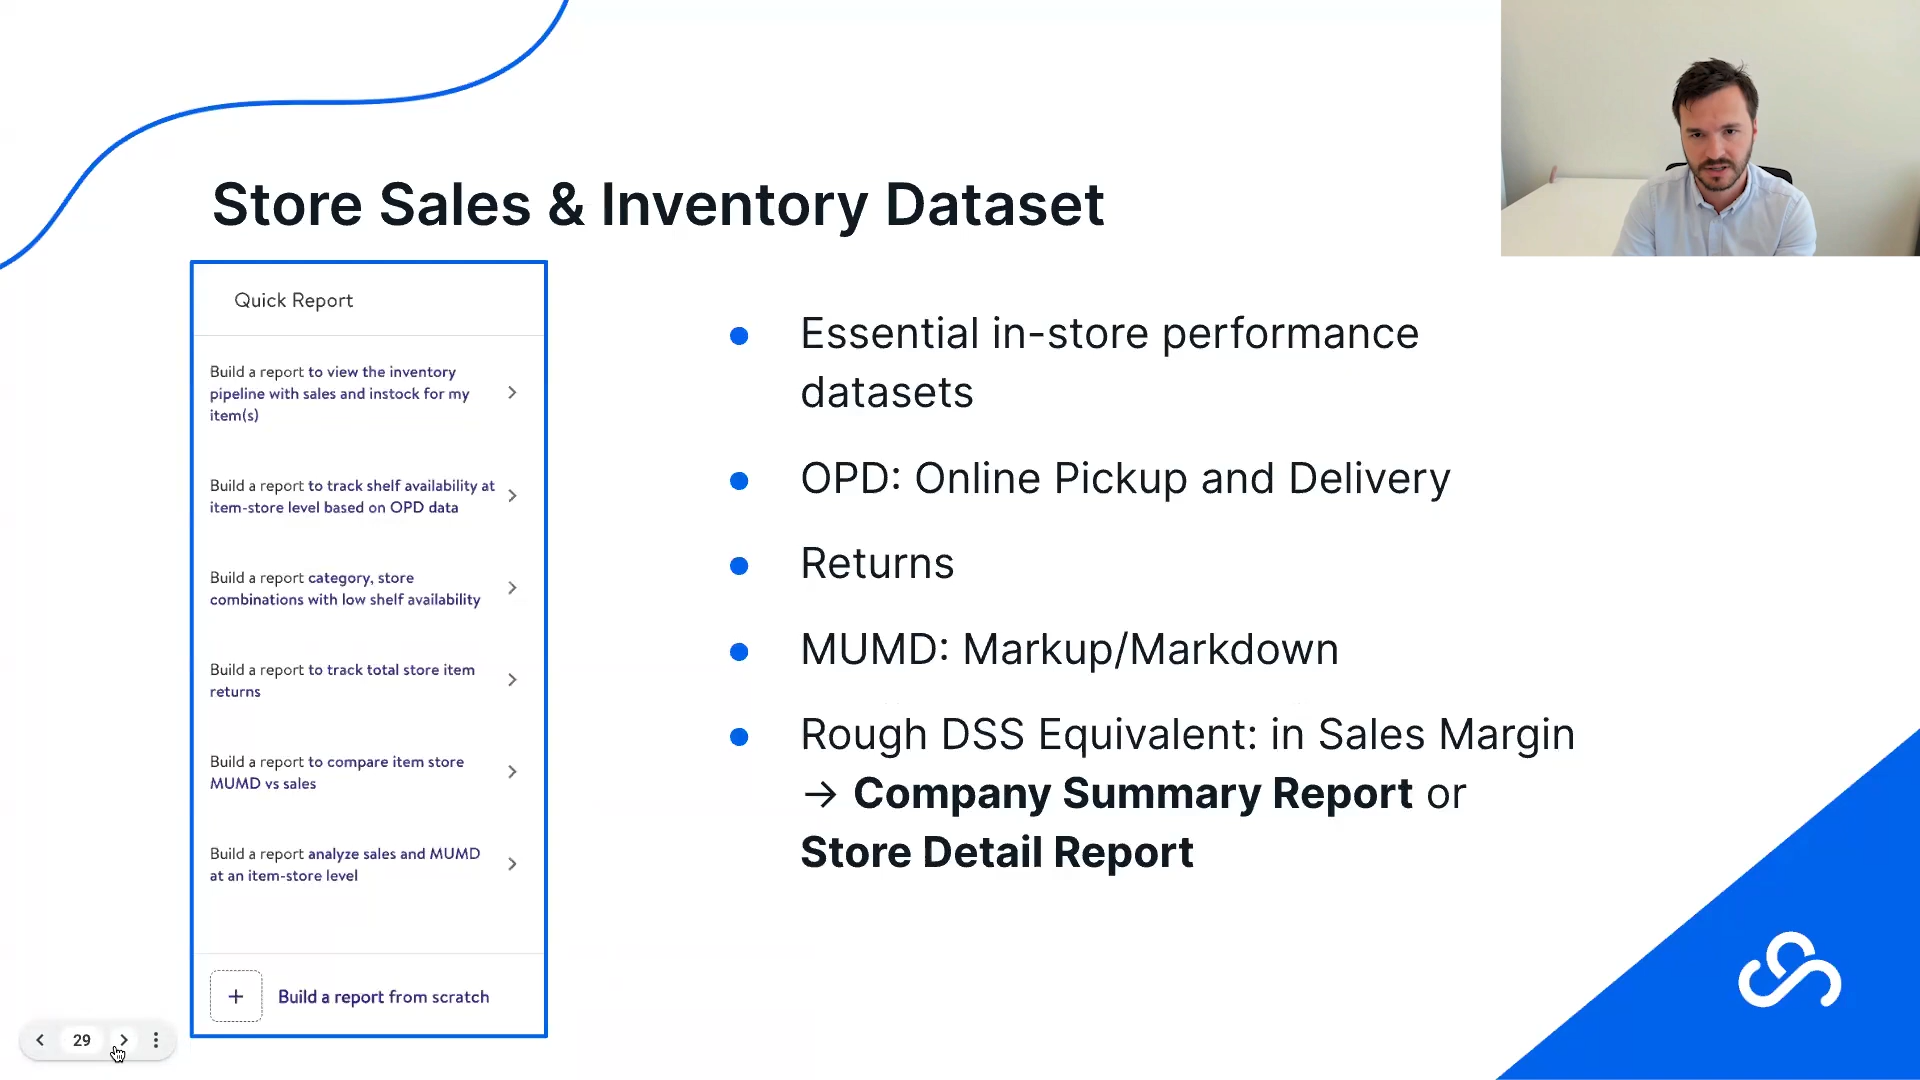 Store Sales & Inventory Dataset
Quick Report
Build a report to view the inventory
pipeline with sales and instock for my
item(s)
Build a report to track shelf availability at
item-store level based on OPD data
Build a report category, store
combinations with low shelf availability
Build a report to track total store item
returns
Build a report to compare item store
MUMD vs sales
Build a report analyze sales and MUMD
at an item-store level
+ Build a report from scratch
Essential in-store performance
datasets
OPD: Online Pickup and Delivery
Returns
MUMD: Markup/Markdown
Rough DSS Equivalent: in Sales Margin
→ Company Summary Report or
Store Detail Report
29